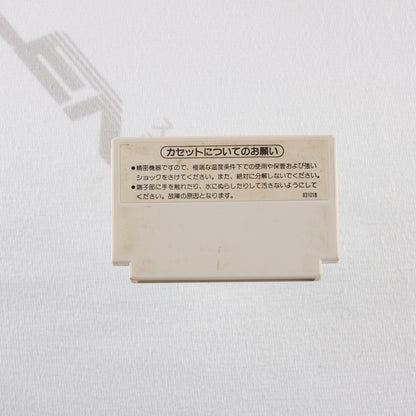 カセットについてのお願い
●精密機器ですので、極端な温度条件下での使用や保管および強い
ショックをさけてください。また、絶対に分解しないでください。
●端子部に手を触れたり、水にぬらしたりして汚さないようにして
ください。故障の原因となります。
831018